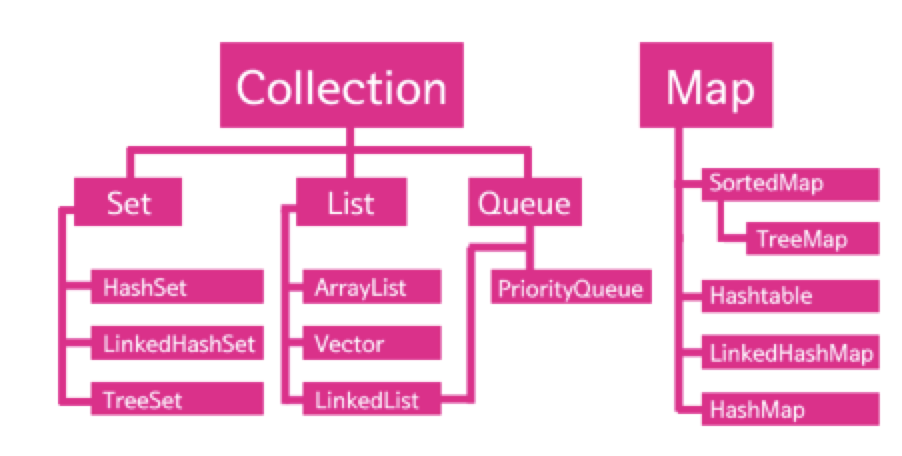 Collection
Map
Set
List
Queue
SortedMap
TreeMap
HashSet
ArrayList
PriorityQueue
Hashtable
LinkedHashSet
Vector
LinkedHashMap
TreeSet
LinkedList
HashMap